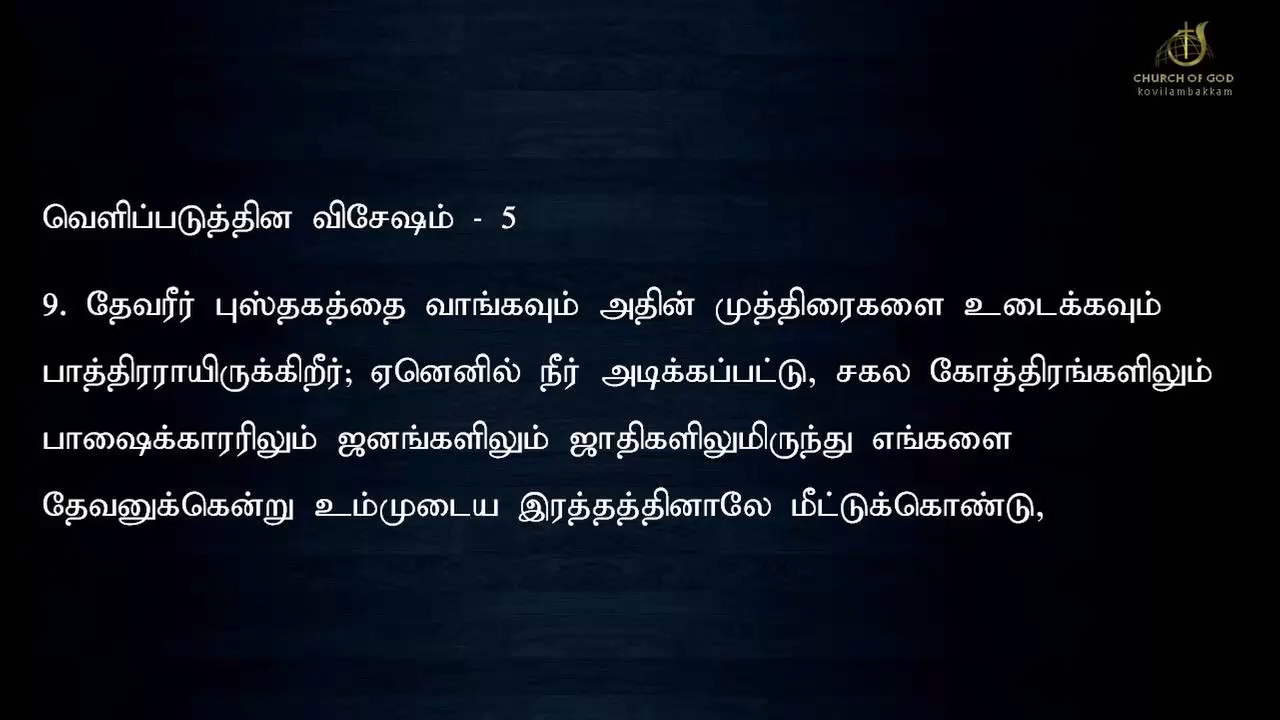 CHURCH OF GOD
kovilambakkam
வெளிப்படுத்தின விசேஷம் - 5
9. தேவரீர் புஸ்தகத்தை வாங்கவும் அதின் முத்திரைகளை உடைக்கவும்
பாத்திரராயிருக்கிறீர்; ஏனெனில் நீர் அடிக்கப்பட்டு, சகல கோத்திரங்களிலும்
பாஷைக்காரரிலும் ஜனங்களிலும் ஜாதிகளிலுமிருந்து எங்களை
தேவனுக்கென்று உம்முடைய இரத்தத்தினாலே மீட்டுக்கொண்டு,